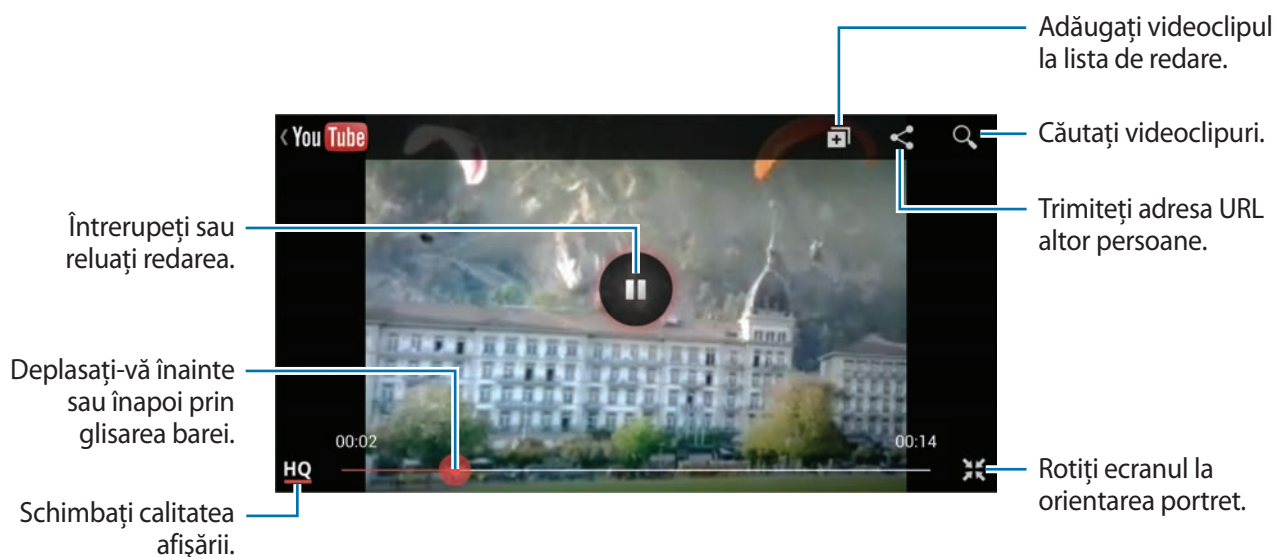 Adăugați videoclipul
la lista de redare.
You Tube
Căutați videoclipuri.
Trimiteți adresa URL
altor persoane.
Întrerupeți sau
reluați redarea.
Deplasați-vă înainte
sau înapoi prin
glisarea barei.
00:02
00:14
HQ
Rotiți ecranul la
orientarea portret.
Schimbați calitatea
afişării.